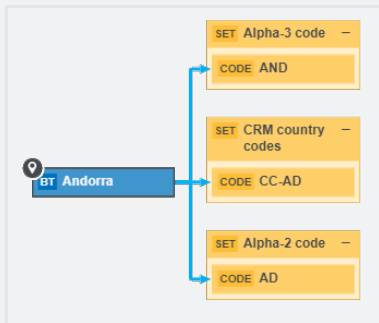 SET Alpha-3 code –
CODE AND
SET CRM country –
codes
CODE CC-AD
BT Andorra
SET Alpha-2 code –
CODE AD